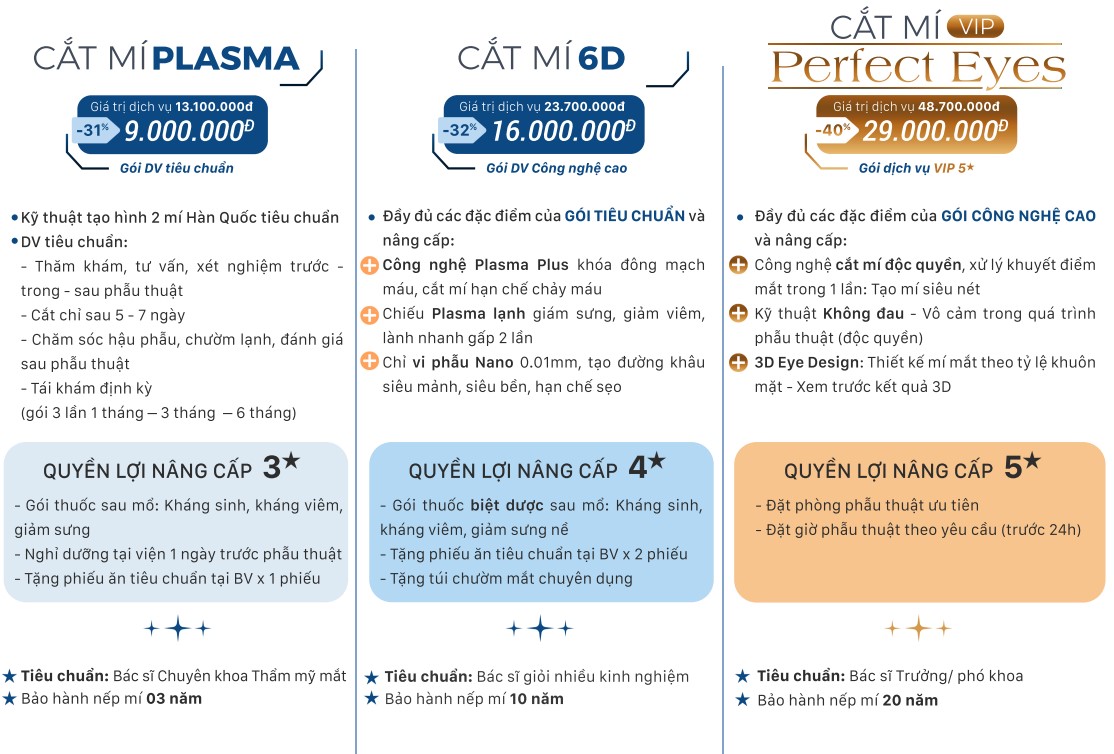 CẮT MÍ PLASMA
Giá trị dịch vụ 13.100.000đ
-31% 9.000.000Đ
Gói DV tiêu chuẩn
• Kỹ thuật tạo hình 2 mí Hàn Quốc tiêu chuẩn
• DV tiêu chuẩn:
- Thăm khám, tư vấn, xét nghiệm trước -
trong - sau phẫu thuật
- Cắt chỉ sau 5 - 7 ngày
- Chăm sóc hậu phẫu, chườm lạnh, đánh giá
sau phẫu thuật
- Tái khám định kỳ
(gói 3 lần 1 tháng – 3 tháng – 6 tháng)
QUYỀN LỢI NÂNG CẤP 3★
- Gói thuốc sau mổ: Kháng sinh, kháng viêm,
giảm sưng
- Nghỉ dưỡng tại viện 1 ngày trước phẫu thuật
- Tặng phiếu ăn tiêu chuẩn tại BV x 1 phiếu
★ Tiêu chuẩn: Bác sĩ Chuyên khoa Thẩm mỹ mắt
★ Bảo hành nếp mí 03 năm
CẮT MÍ 6D
Giá trị dịch vụ 23.700.000đ
-32% 16.000.000Đ
Gói DV Công nghệ cao
• Đầy đủ các đặc điểm của GÓI TIÊU CHUẨN và
nâng cấp:
+ Công nghệ Plasma Plus khóa đông mạch
máu, cắt mí hạn chế chảy máu
+ Chiếu Plasma lạnh giám sưng, giảm viêm,
lành nhanh gấp 2 lần
+ Chỉ vi phẫu Nano 0.01mm, tạo đường khâu
siêu mảnh, siêu bền, hạn chế sẹo
QUYỀN LỢI NÂNG CẤP 4★
- Gói thuốc biệt dược sau mổ: Kháng sinh,
kháng viêm, giảm sưng nề
- Tặng phiếu ăn tiêu chuẩn tại BV x 2 phiếu
- Tặng túi chườm mắt chuyên dụng
★ Tiêu chuẩn: Bác sĩ giỏi nhiều kinh nghiệm
★ Bảo hành nếp mí 10 năm
CẮT MÍ VIP
Perfect Eyes
Giá trị dịch vụ 48.700.000đ
-40% 29.000.000Đ
Gói dịch vụ VIP 5★
• Đầy đủ các đặc điểm của GÓI CÔNG NGHỆ CAO
và nâng cấp:
+ Công nghệ cắt mí độc quyền, xử lý khuyết điểm
mắt trong 1 lần: Tạo mí siêu nét
+ Kỹ thuật Không đau - Vô cảm trong quá trình
phẫu thuật (độc quyền)
+ 3D Eye Design: Thiết kế mí mắt theo tỷ lệ khuôn
mặt - Xem trước kết quả 3D
QUYỀN LỢI NÂNG CẤP 5★
- Đặt phòng phẫu thuật ưu tiên
- Đặt giờ phẫu thuật theo yêu cầu (trước 24h)
★ Tiêu chuẩn: Bác sĩ Trưởng/ phó khoa
★ Bảo hành nếp mí 20 năm